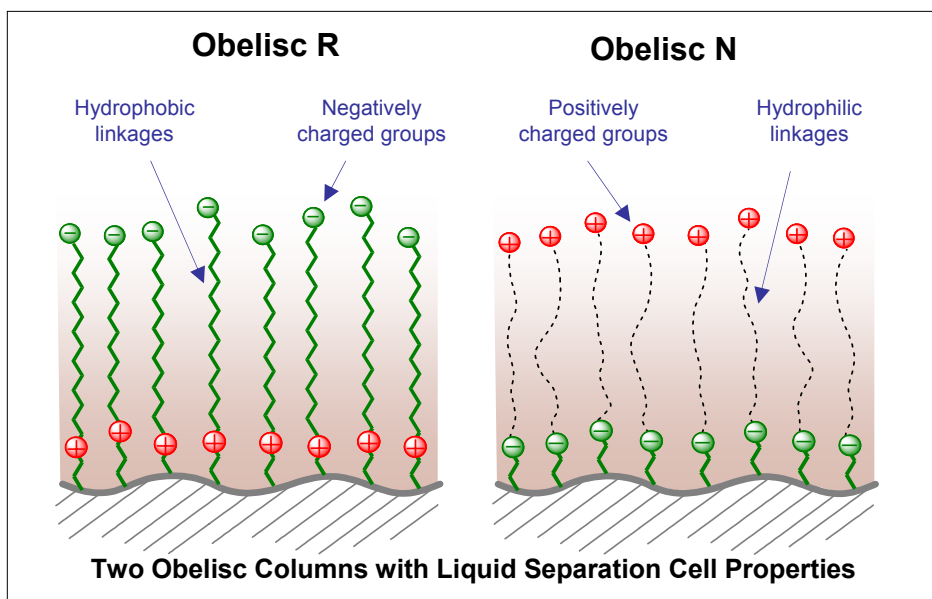 Obelisc R
Obelisc N
Hydrophobic
linkages
Negatively
charged groups
Positively
charged groups
Hydrophilic
linkages
Two Obelisc Columns with Liquid Separation Cell Properties